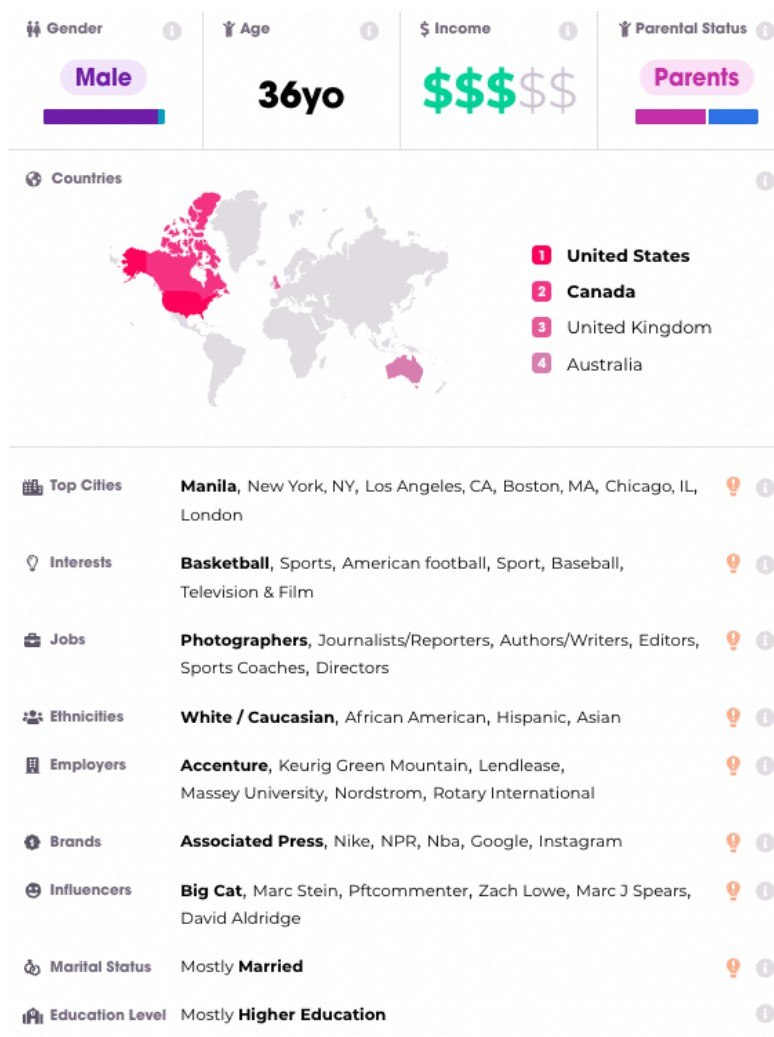 Gender
Male
Age
36yo
$ Income
$$$$$
Parental Status
Parents
Countries
1 United States
2 Canada
3 United Kingdom
4 Australia
Top Cities
Manila, New York, NY, Los Angeles, CA, Boston, MA, Chicago, IL,
London
Interests
Basketball, Sports, American football, Sport, Baseball,
Television & Film
Jobs
Photographers, Journalists/Reporters, Authors/Writers, Editors,
Sports Coaches, Directors
Ethnicities
White / Caucasian, African American, Hispanic, Asian
Employers
Accenture, Keurig Green Mountain, Lendlease,
Massey University, Nordstrom, Rotary International
Brands
Associated Press, Nike, NPR, Nba, Google, Instagram
Influencers
Big Cat, Marc Stein, Pftcommenter, Zach Lowe, Marc J Spears,
David Aldridge
Marital Status
Mostly Married
Education Level
Mostly Higher Education